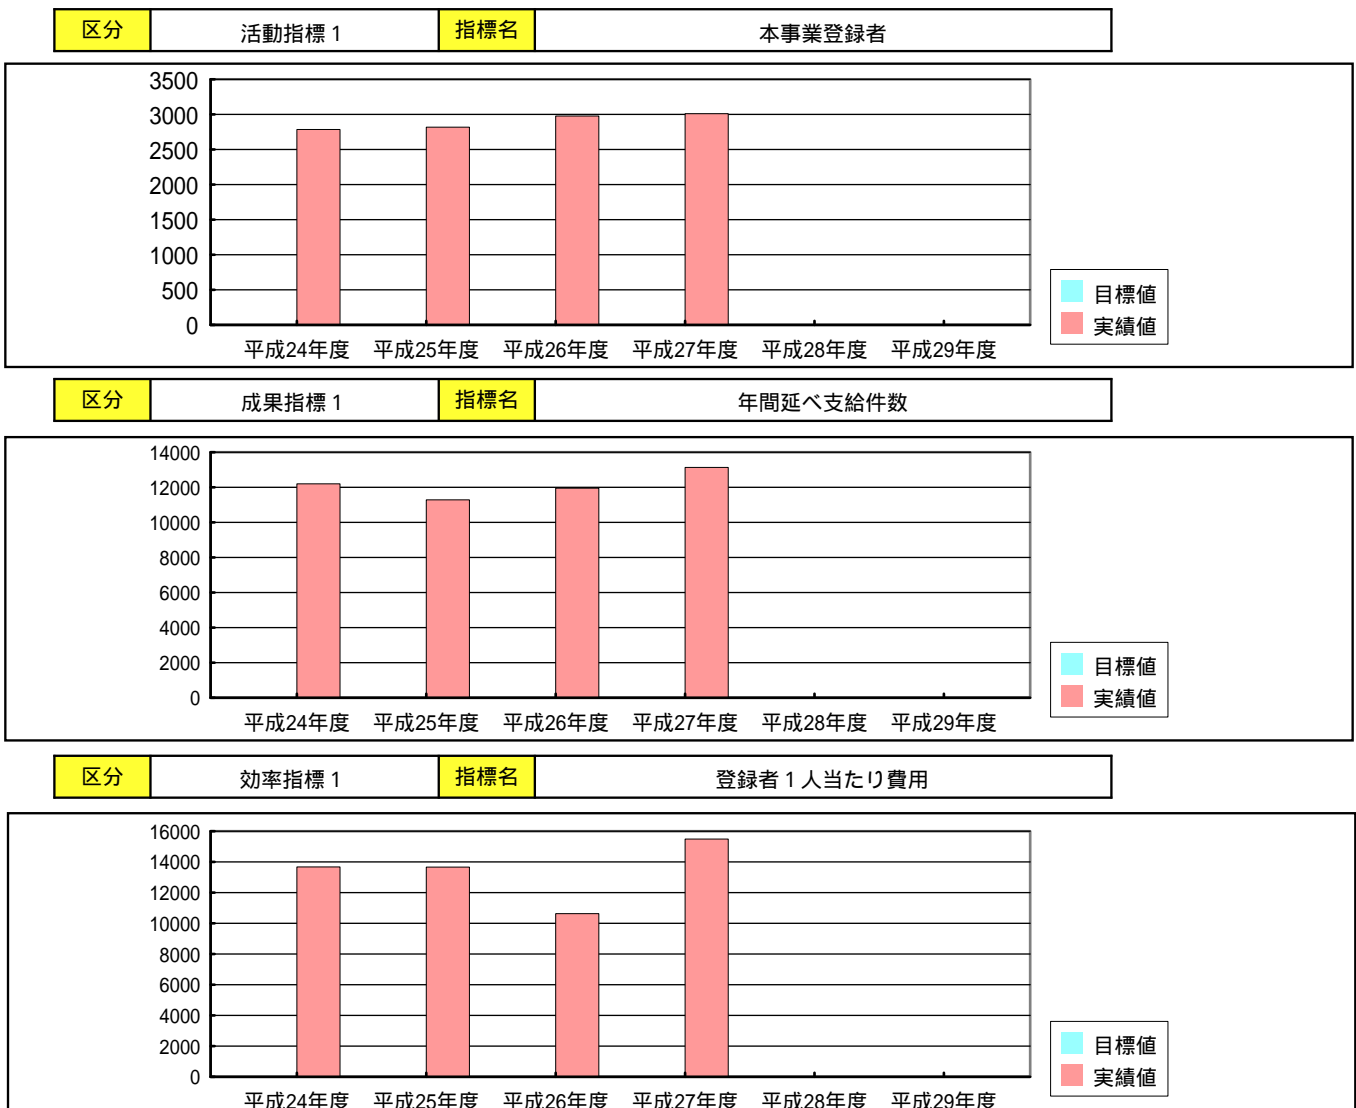 区分 活動指標１ 指標名 本事業登録者
3500
3000
2500
2000
1500
1000
500
0
平成24年度 平成25年度 平成26年度 平成27年度 平成28年度 平成29年度
目標値
実績値
区分 成果指標１ 指標名 年間延べ支給件数
14000
12000
10000
8000
6000
4000
2000
0
平成24年度 平成25年度 平成26年度 平成27年度 平成28年度 平成29年度
目標値
実績値
区分 効率指標１ 指標名 登録者１人当たり費用
16000
14000
12000
10000
8000
6000
4000
2000
0
平成24年度 平成25年度 平成26年度 平成27年度 平成28年度 平成29年度
目標値
実績値